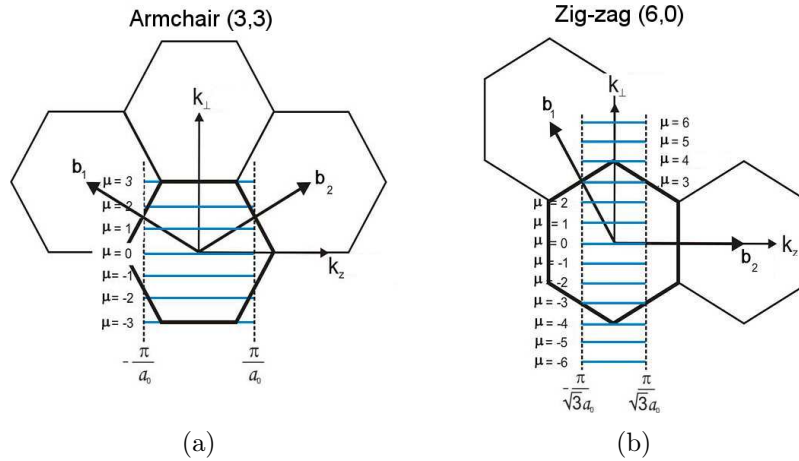 Armchair (3,3)
k⊥
b₁
b₂
μ= 3
μ= 2
μ= 1
μ= 0
μ= -1
μ= -2
μ= -3
k_z
-π/a₀
π/a₀
(a)
Zig-zag (6,0)
k⊥
b₁
μ= 6
μ= 5
μ= 4
μ= 3
μ= 2
μ= 1
μ= 0
μ= -1
μ= -2
μ= -3
μ= -4
μ= -5
μ= -6
b₂
k_z
-π/√3a₀
π/√3a₀
(b)